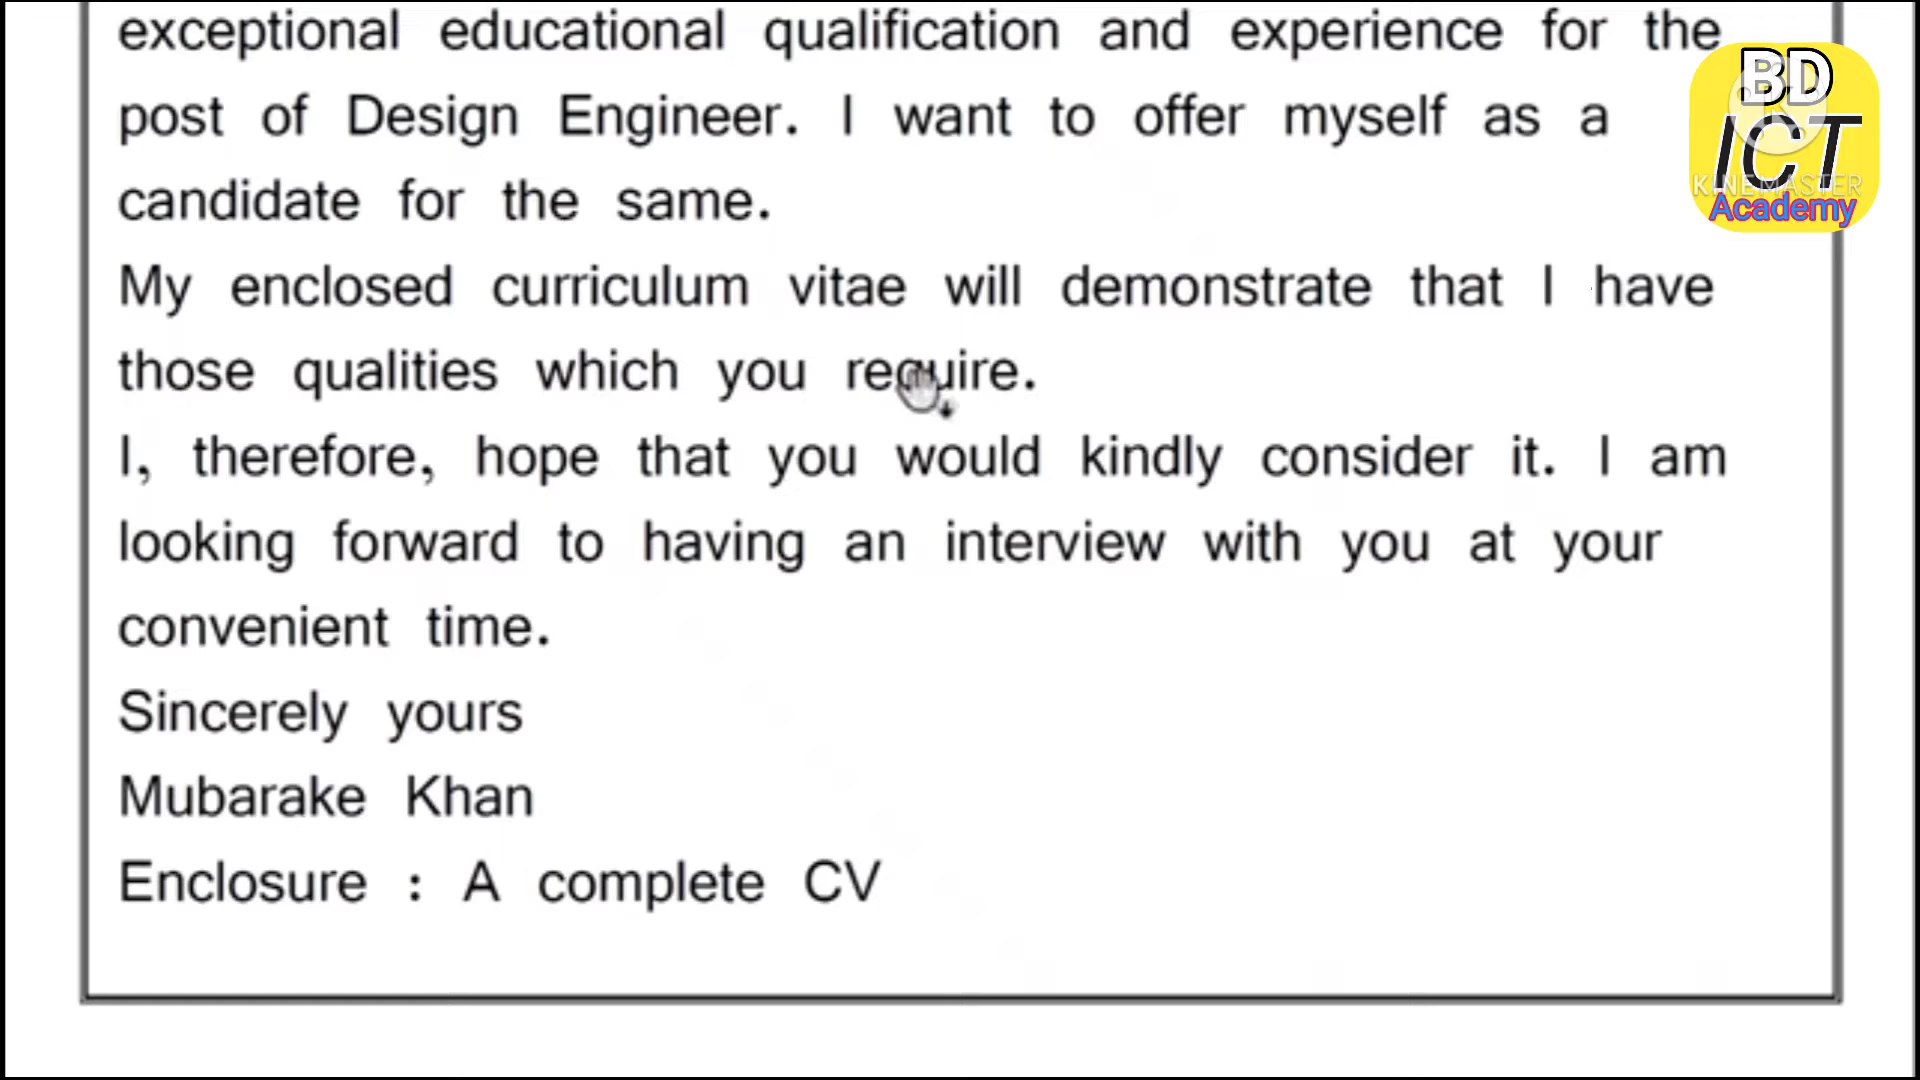 exceptional educational qualification and experience for the
post of Design Engineer. I want to offer myself as a
candidate for the same.
My enclosed curriculum vitae will demonstrate that I have
those qualities which you require.
I, therefore, hope that you would kindly consider it. I am
looking forward to having an interview with you at your
convenient time.
Sincerely yours
Mubarake Khan
Enclosure : A complete CV
BD
ICT
KINEMASTER
Academy